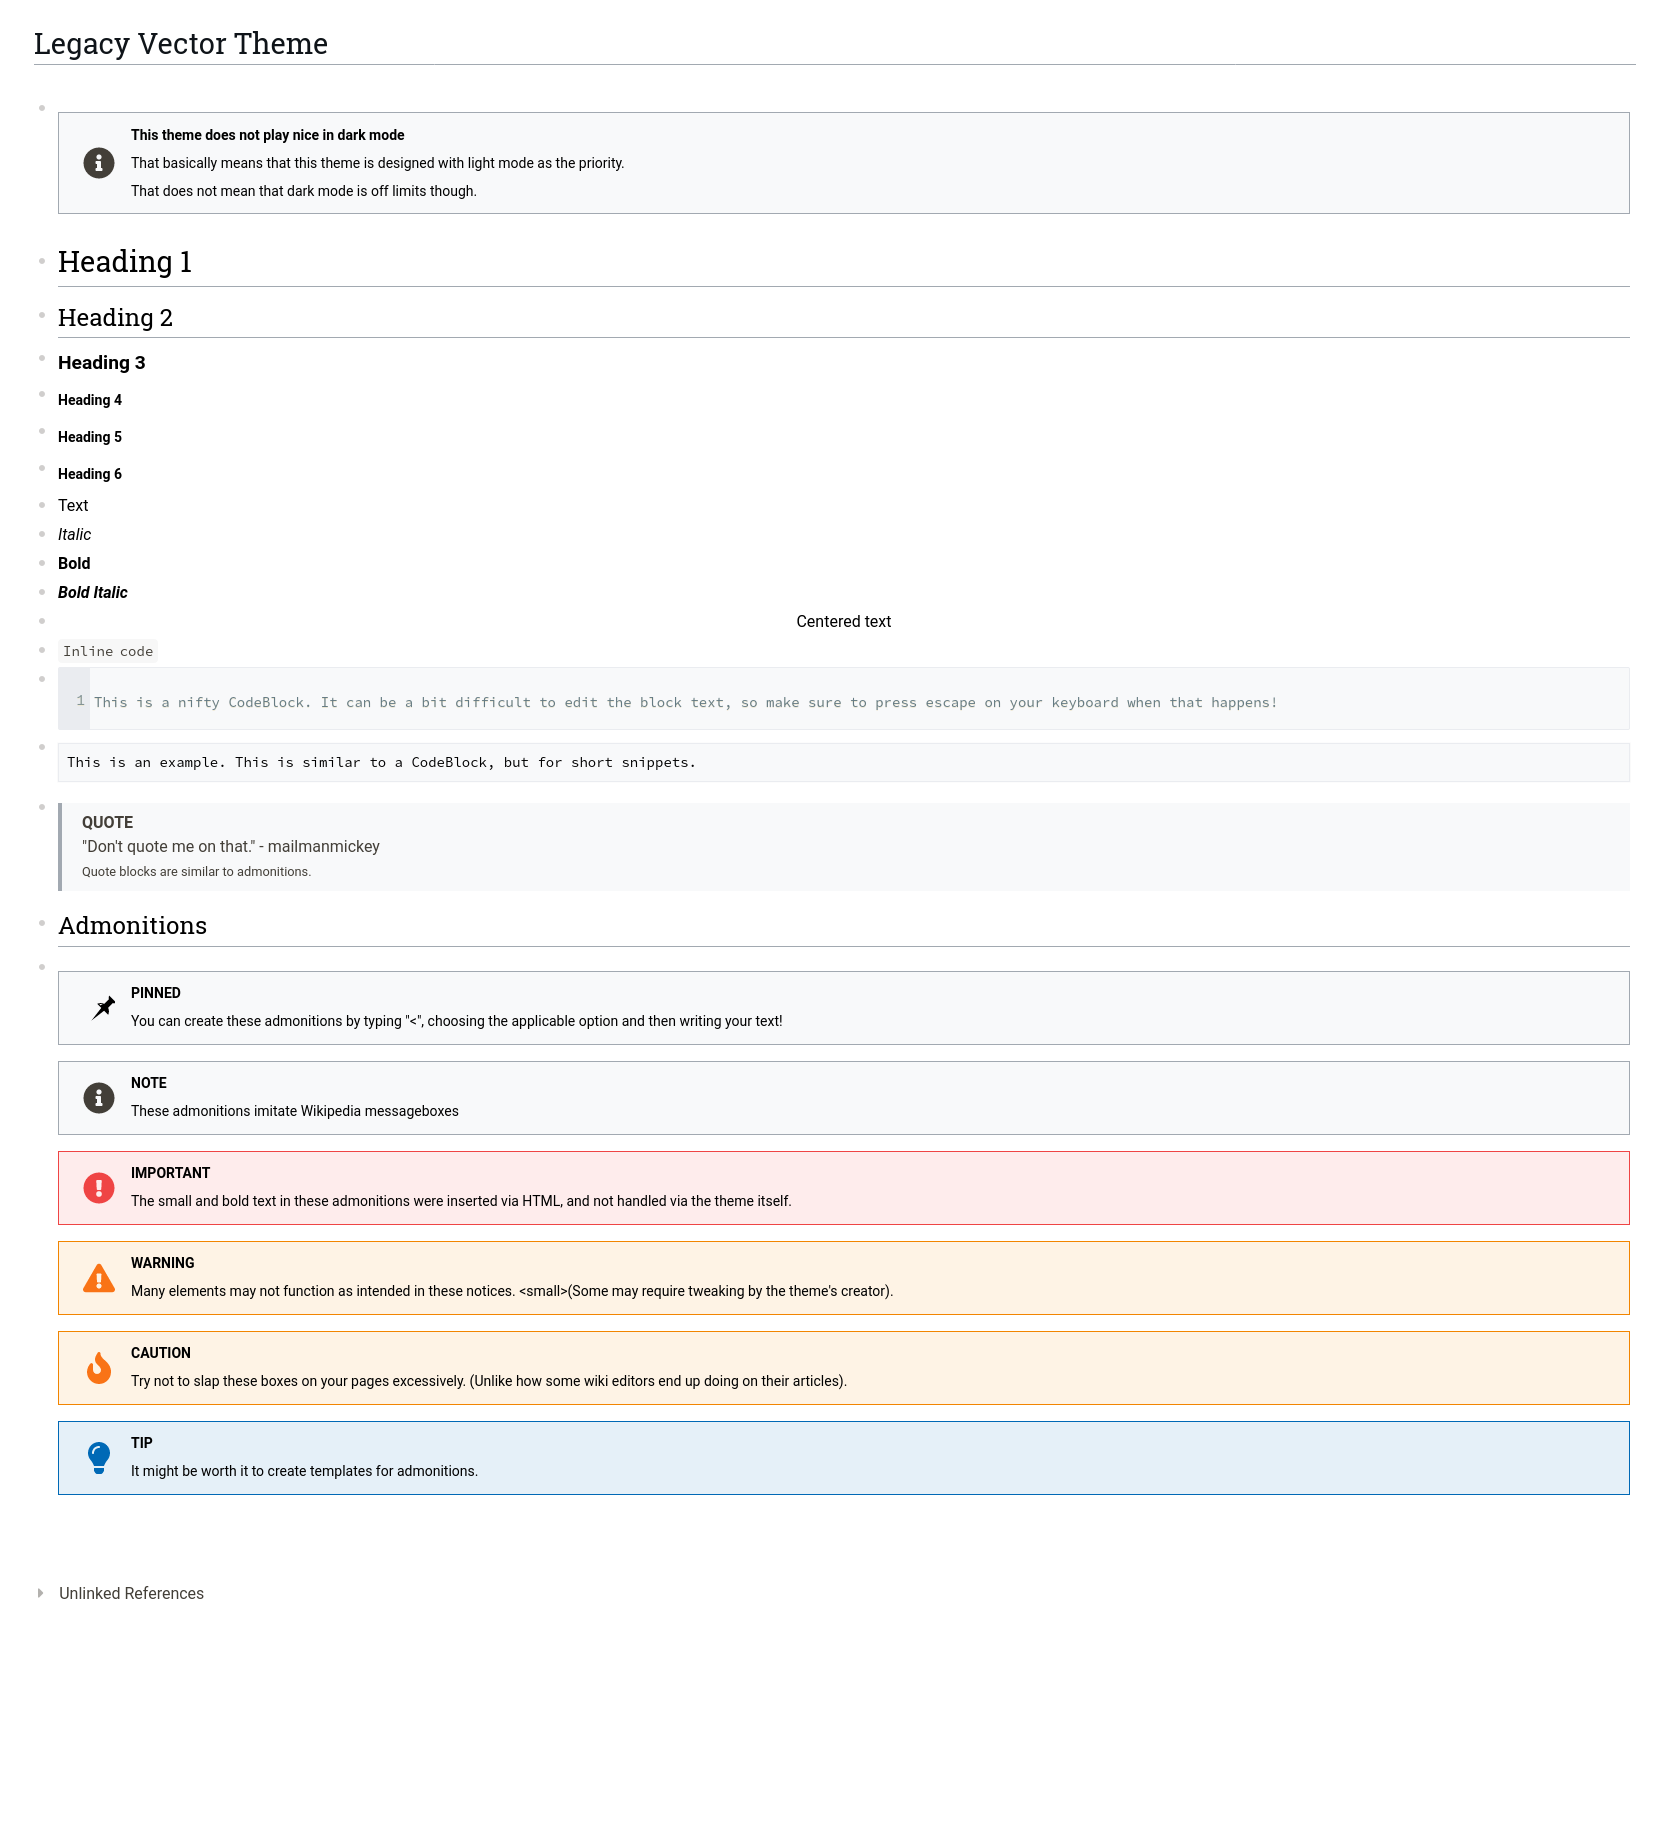 Legacy Vector Theme
This theme does not play nice in dark mode
That basically means that this theme is designed with light mode as the priority.
That does not mean that dark mode is off limits though.
Heading 1
Heading 2
Heading 3
Heading 4
Heading 5
Heading 6
Text
Italic
Bold
Bold Italic
Centered text
Inline code
1 This is a nifty CodeBlock. It can be a bit difficult to edit the block text, so make sure to press escape on your keyboard when that happens!
This is an example. This is similar to a CodeBlock, but for short snippets.
QUOTE
"Don't quote me on that." - mailmanmickey
Quote blocks are similar to admonitions.
Admonitions
PINNED
You can create these admonitions by typing "<", choosing the applicable option and then writing your text!
NOTE
These admonitions imitate Wikipedia messageboxes
IMPORTANT
The small and bold text in these admonitions were inserted via HTML, and not handled via the theme itself.
WARNING
Many elements may not function as intended in these notices. <small>(Some may require tweaking by the theme's creator).
CAUTION
Try not to slap these boxes on your pages excessively. (Unlike how some wiki editors end up doing on their articles).
TIP
It might be worth it to create templates for admonitions.
Unlinked References